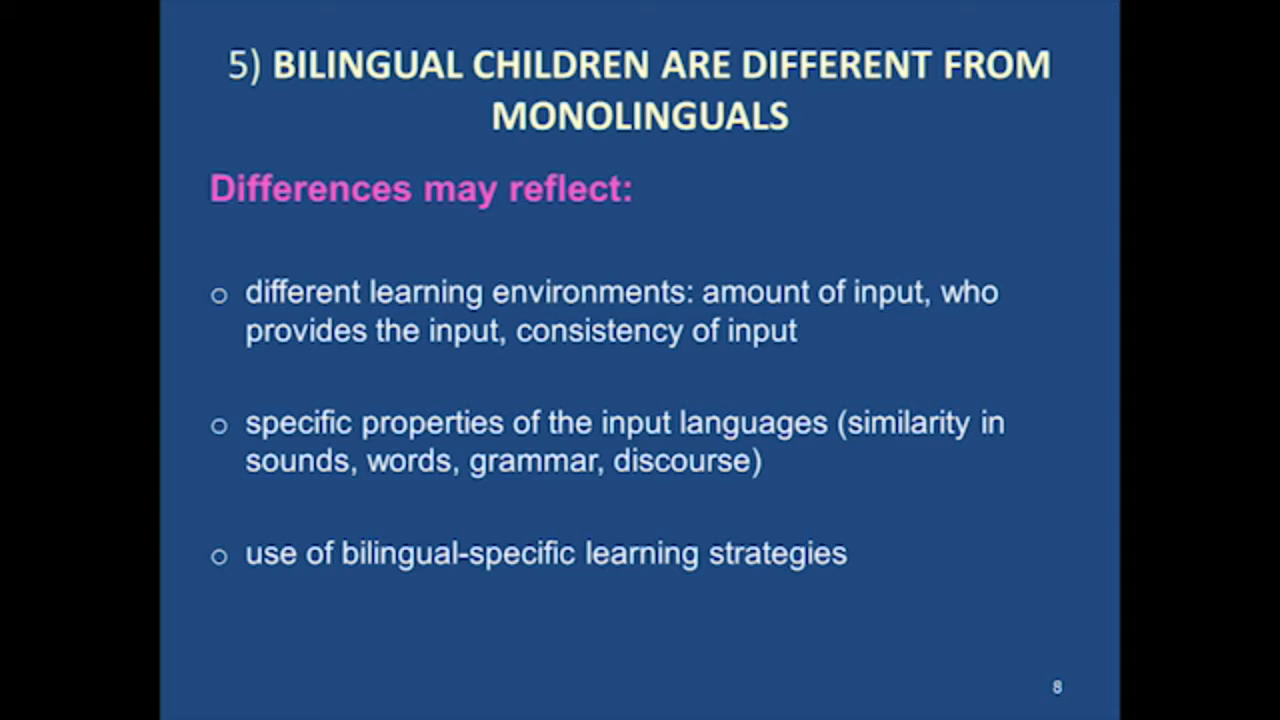 5) BILINGUAL CHILDREN ARE DIFFERENT FROM
MONOLINGUALS
Differences may reflect:
o different learning environments: amount of input, who
provides the input, consistency of input
o specific properties of the input languages (similarity in
sounds, words, grammar, discourse)
o use of bilingual-specific learning strategies
8